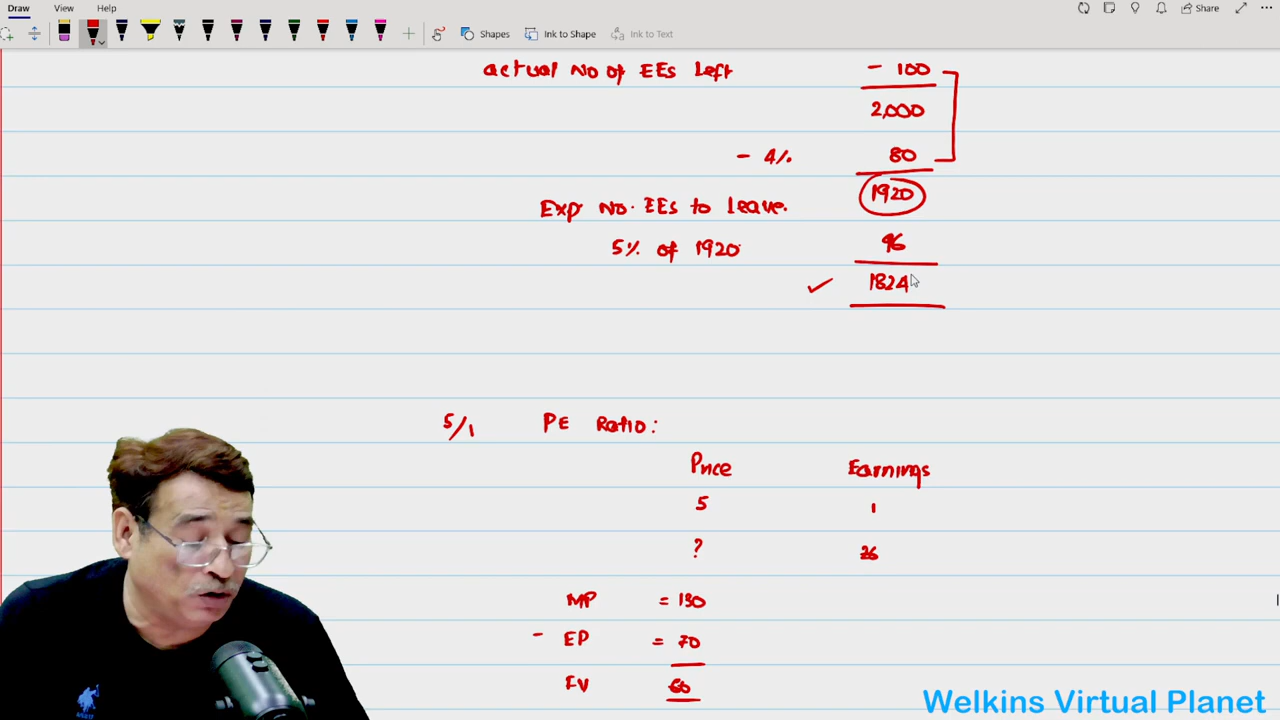 Draw View Help
Share
Shapes Ink to Shape Ink to Text
actual No of EEs Left - 100
2,000
- 4% 80
1920
Exp No. EEs to Leave.
5% of 1920 96
✓ 1824
5/1 PE Ratio:
Price Earnings
5 1
? 26
MP = 130
- EP = 70
FV 60
Welkins Virtual Planet